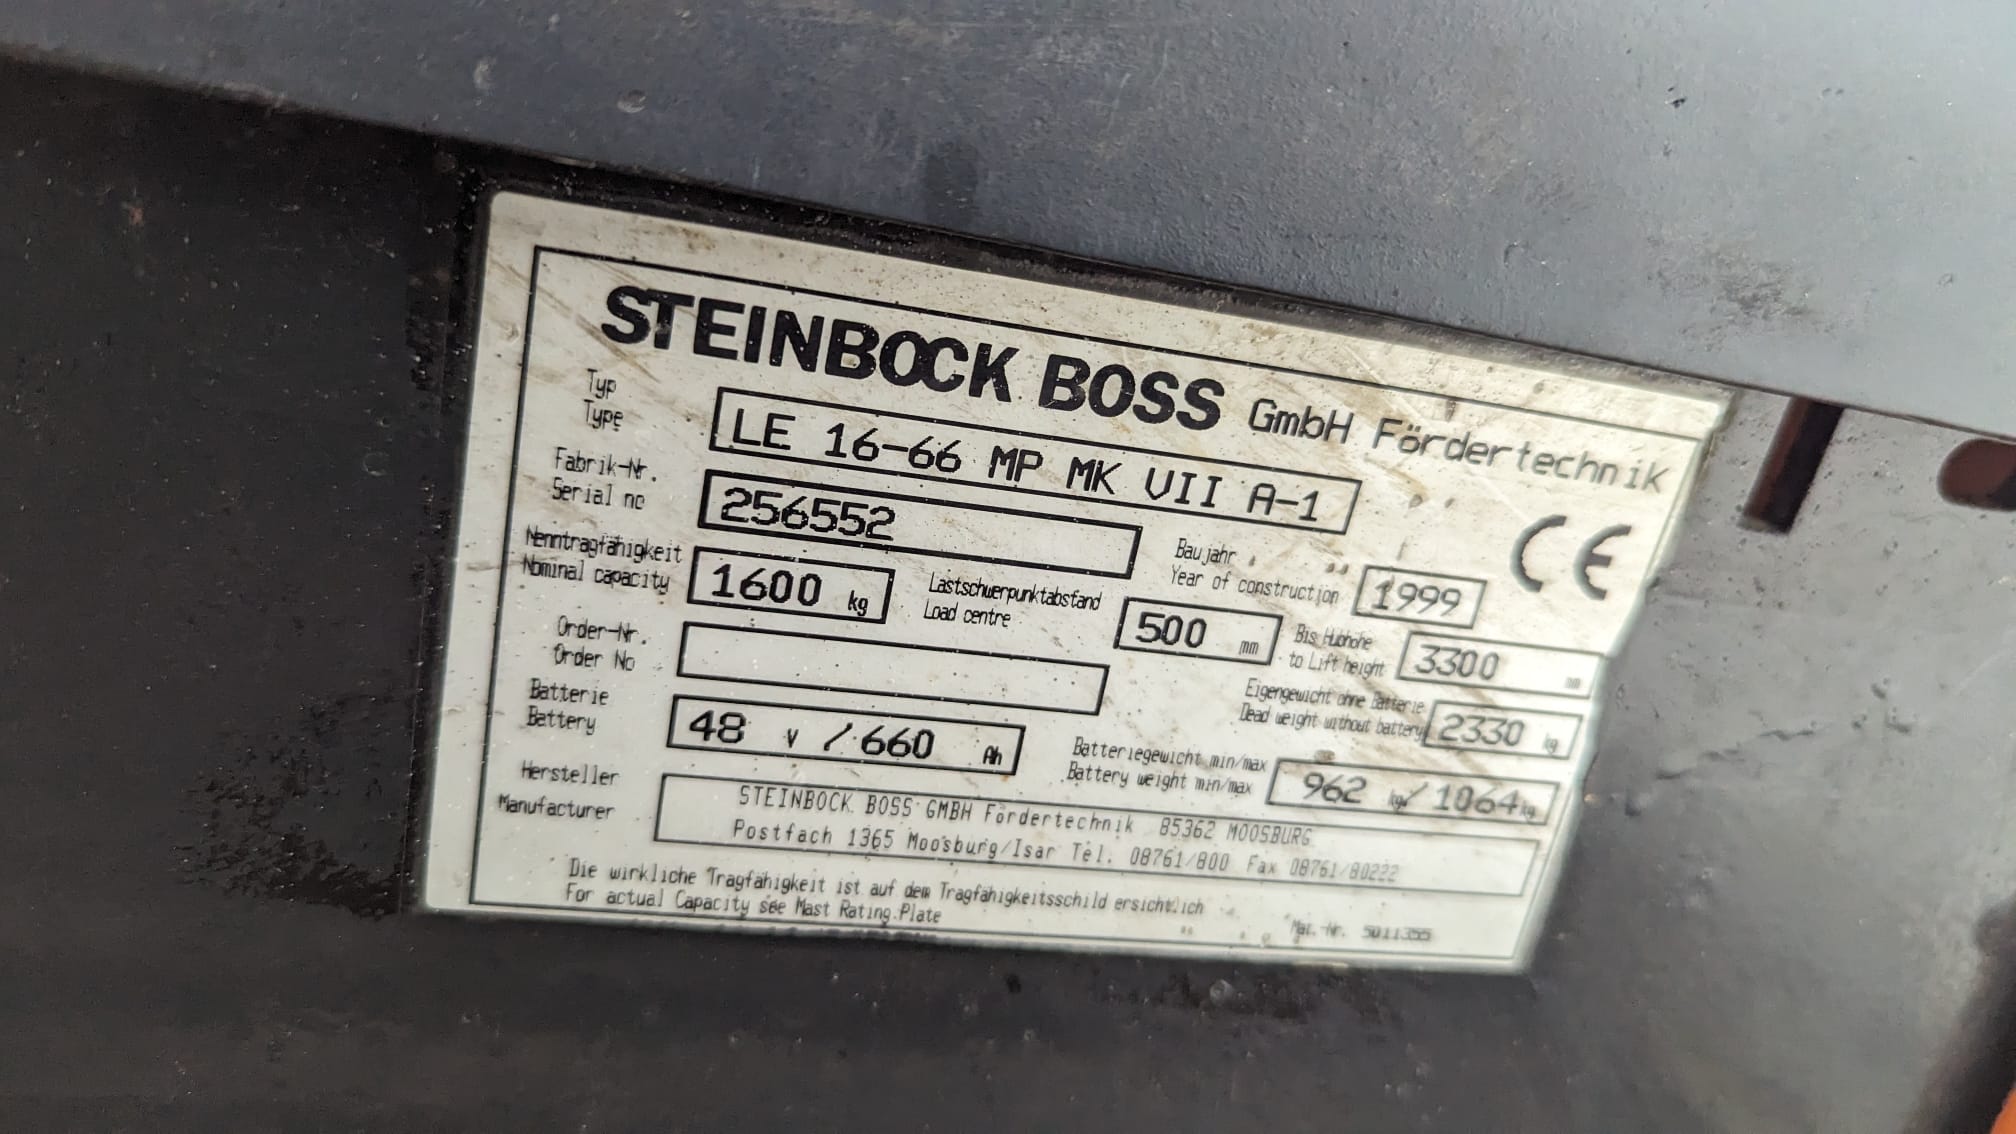 STEINBOCK BOSS GmbH Fördertechnik
Typ
Type
LE 16-66 MP MK VII A-1
Fabrik-Nr.
Serial no
256552
Baujahr
Year of construction
1999
CE
Nenntragfähigkeit
Nominal capacity
1600 kg
Lastschwerpunktabstand
Load centre
500 mm
Bis Hubhöhe
to Lift height
3300 mm
Order-Nr.
Order No
Eigengewicht ohne Batterie
Dead weight without battery
2330 kg
Batterie
Battery
48 V / 660 Ah
Batteriegewicht min/max
Battery weight min/max
962 kg/ 1064 kg
Hersteller
Manufacturer
STEINBOCK BOSS GMBH Fördertechnik 85362 MOOSBURG
Postfach 1365 Moosburg/Isar Tel. 08761/800 Fax 08761/80222
Die wirkliche Tragfähigkeit ist auf dem Tragfähigkeitsschild ersichtlich
For actual Capacity see Mast Rating Plate
Mat.-Nr. 5011355